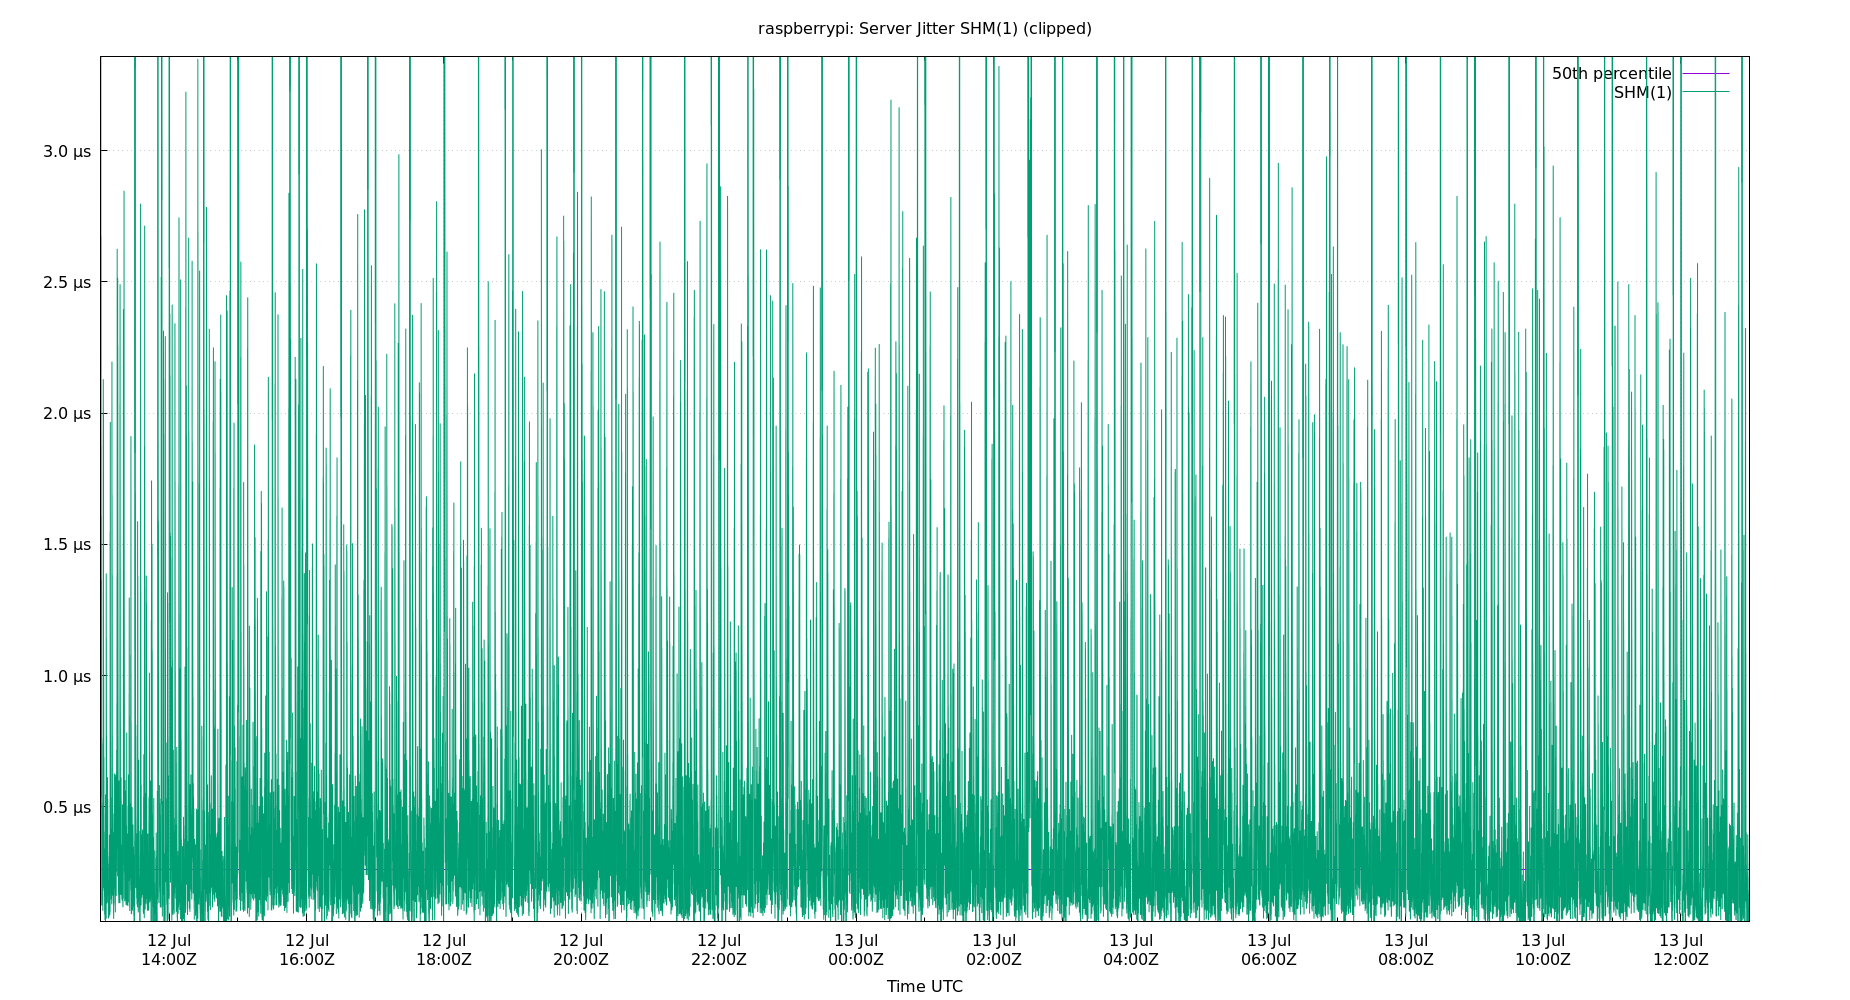 raspberrypi: Server Jitter SHM(1) (clipped)
50th percentile
SHM(1)
3.0 µs
2.5 µs
2.0 µs
1.5 µs
1.0 µs
0.5 µs
12 Jul 12 Jul 12 Jul 12 Jul 12 Jul 13 Jul 13 Jul 13 Jul 13 Jul 13 Jul 13 Jul 13 Jul
14:00Z 16:00Z 18:00Z 20:00Z 22:00Z 00:00Z 02:00Z 04:00Z 06:00Z 08:00Z 10:00Z 12:00Z
Time UTC